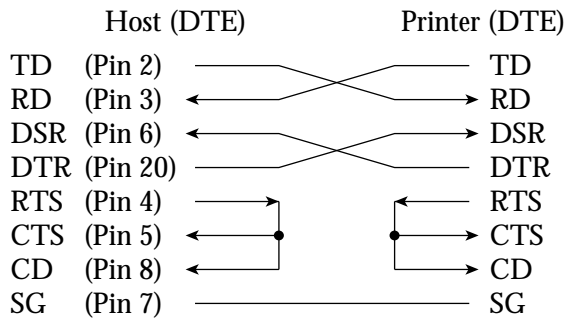 Host (DTE) Printer (DTE)
TD (Pin 2) TD
RD (Pin 3) RD
DSR (Pin 6) DSR
DTR (Pin 20) DTR
RTS (Pin 4) RTS
CTS (Pin 5) CTS
CD (Pin 8) CD
SG (Pin 7) SG